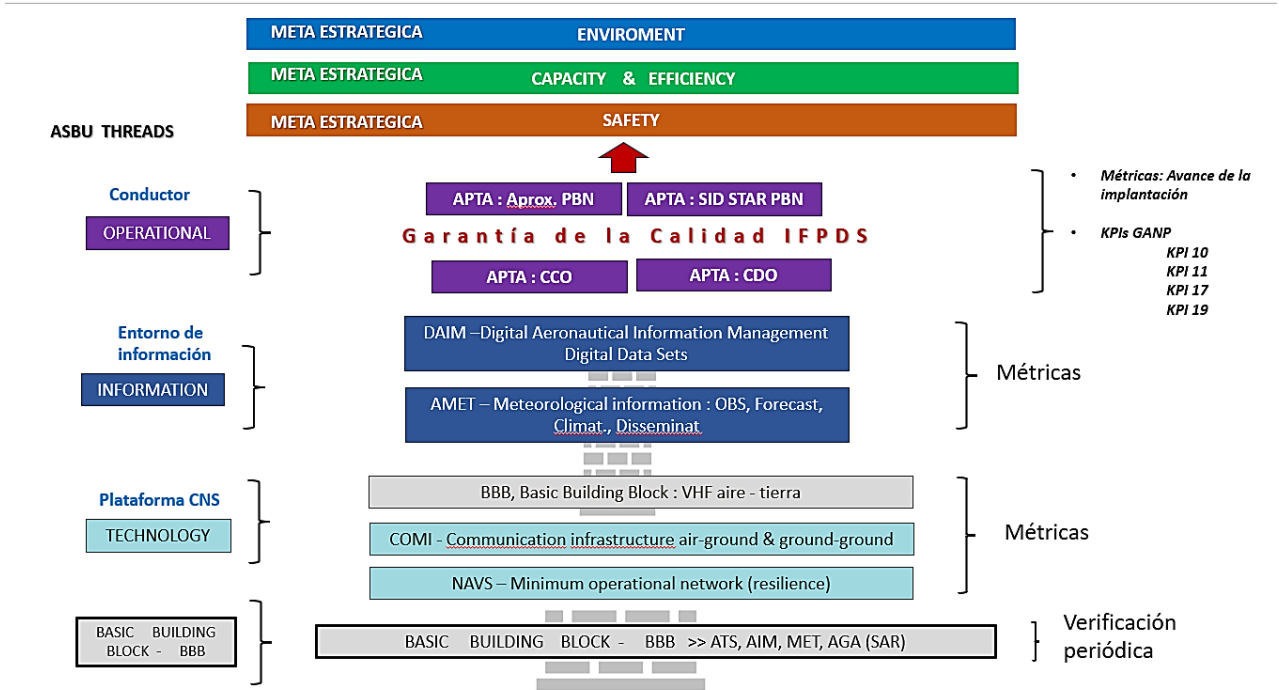 META ESTRATEGICA ENVIROMENT
META ESTRATEGICA CAPACITY & EFFICIENCY
META ESTRATEGICA SAFETY
ASBU THREADS
Conductor
OPERATIONAL
APTA : Aprox. PBN
APTA : SID STAR PBN
Garantía de la Calidad IFPDS
APTA : CCO
APTA : CDO
• Métricas: Avance de la
implantación
• KPIs GANP
KPI 10
KPI 11
KPI 17
KPI 19
Entorno de
información
INFORMATION
DAIM –Digital Aeronautical Information Management
Digital Data Sets
AMET – Meteorological information : OBS, Forecast,
Climat., Disseminat
Métricas
Plataforma CNS
TECHNOLOGY
BBB, Basic Building Block : VHF aire - tierra
COMI - Communication infrastructure air-ground & ground-ground
NAVS – Minimum operational network (resilience)
Métricas
BASIC BUILDING
BLOCK - BBB
BASIC BUILDING BLOCK - BBB >> ATS, AIM, MET, AGA (SAR)
Verificación
periódica